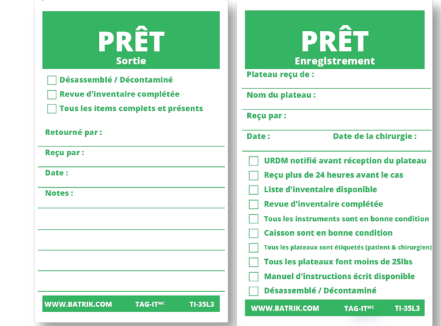 PRÊT
Sortie
Désassemblé / Décontaminé
Revue d'inventaire complétée
Tous les items complets et présents
Retourné par :
Reçu par :
Date :
Notes :
WWW.BATRIK.COM TAG-ITᴹᶜ TI-35L3
PRÊT
Enregistrement
Plateau reçu de :
Nom du plateau :
Reçu par :
Date : Date de la chirurgie :
URDM notifié avant réception du plateau
Reçu plus de 24 heures avant le cas
Liste d'inventaire disponible
Revue d'inventaire complétée
Tous les instruments sont en bonne condition
Caisson sont en bonne condition
Tous les plateaux sont étiquetés (patient & chirurgien)
Tous les plateaux font moins de 25lbs
Manuel d'instructions écrit disponible
Désassemblé / Décontaminé
WWW.BATRIK.COM TAG-ITᴹᶜ TI-35L3